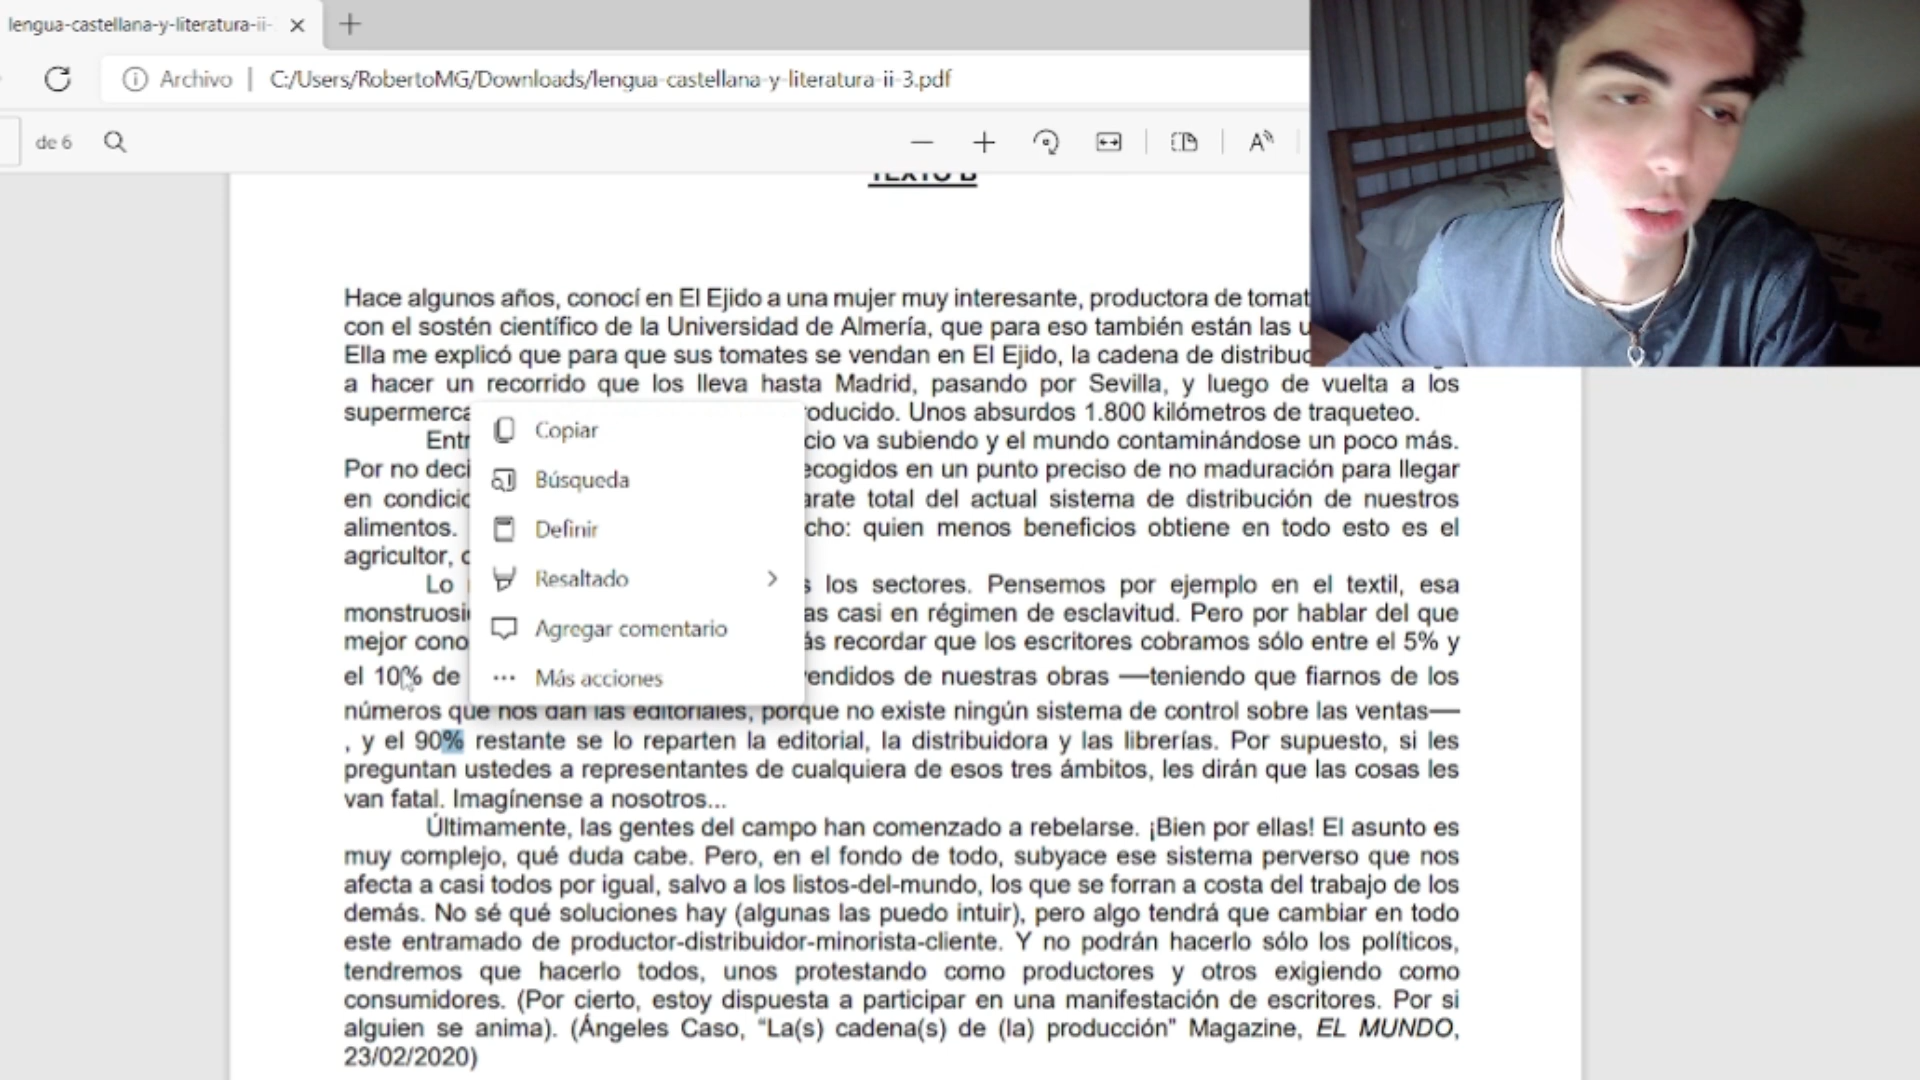 lengua-castellana-y-literatura-ii-
Archivo | C:/Users/RobertoMG/Downloads/lengua-castellana-y-literatura-ii-3.pdf
de 6
TEXTO B
Hace algunos años, conocí en El Ejido a una mujer muy interesante, productora de tomat
con el sostén científico de la Universidad de Almería, que para eso también están las u
Ella me explicó que para que sus tomates se vendan en El Ejido, la cadena de distribuc
a hacer un recorrido que los lleva hasta Madrid, pasando por Sevilla, y luego de vuelta a los
supermerca roducido. Unos absurdos 1.800 kilómetros de traqueteo.
Entr cio va subiendo y el mundo contaminándose un poco más.
Por no deci ecogidos en un punto preciso de no maduración para llegar
en condicio arate total del actual sistema de distribución de nuestros
alimentos. cho: quien menos beneficios obtiene en todo esto es el
agricultor, c
Lo s los sectores. Pensemos por ejemplo en el textil, esa
monstruosi as casi en régimen de esclavitud. Pero por hablar del que
mejor cono ás recordar que los escritores cobramos sólo entre el 5% y
el 10% de vendidos de nuestras obras —teniendo que fiarnos de los
números que nos dan las editoriales, porque no existe ningún sistema de control sobre las ventas—
, y el 90% restante se lo reparten la editorial, la distribuidora y las librerías. Por supuesto, si les
preguntan ustedes a representantes de cualquiera de esos tres ámbitos, les dirán que las cosas les
van fatal. Imagínense a nosotros...
Últimamente, las gentes del campo han comenzado a rebelarse. ¡Bien por ellas! El asunto es
muy complejo, qué duda cabe. Pero, en el fondo de todo, subyace ese sistema perverso que nos
afecta a casi todos por igual, salvo a los listos-del-mundo, los que se forran a costa del trabajo de los
demás. No sé qué soluciones hay (algunas las puedo intuir), pero algo tendrá que cambiar en todo
este entramado de productor-distribuidor-minorista-cliente. Y no podrán hacerlo sólo los políticos,
tendremos que hacerlo todos, unos protestando como productores y otros exigiendo como
consumidores. (Por cierto, estoy dispuesta a participar en una manifestación de escritores. Por si
alguien se anima). (Ángeles Caso, “La(s) cadena(s) de (la) producción” Magazine, EL MUNDO,
23/02/2020)
Copiar
Búsqueda
Definir
Resaltado
Agregar comentario
Más acciones